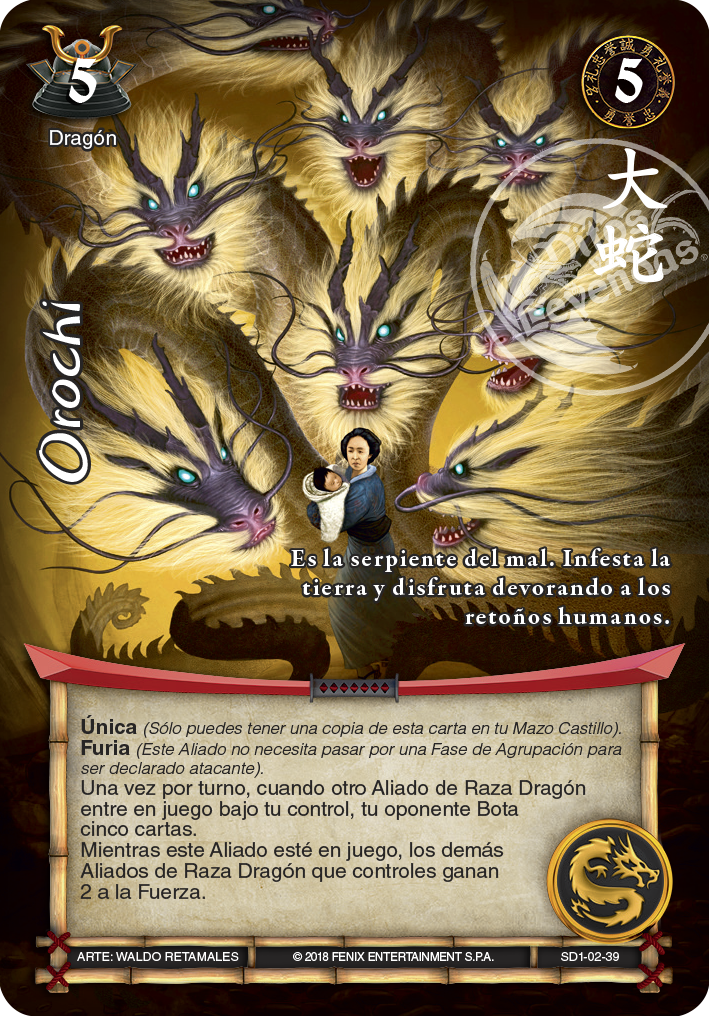 5
Dragón
5
大
蛇
Mitos
Leyendas
®
Orochi
Es la serpiente del mal. Infesta la
tierra y disfruta devorando a los
retoños humanos.
Única (Sólo puedes tener una copia de esta carta en tu Mazo Castillo).
Furia (Este Aliado no necesita pasar por una Fase de Agrupación para
ser declarado atacante).
Una vez por turno, cuando otro Aliado de Raza Dragón
entre en juego bajo tu control, tu oponente Bota
cinco cartas.
Mientras este Aliado esté en juego, los demás
Aliados de Raza Dragón que controles ganan
2 a la Fuerza.
ARTE: WALDO RETAMALES
© 2018 FENIX ENTERTAINMENT S.P.A.
SD1-02-39